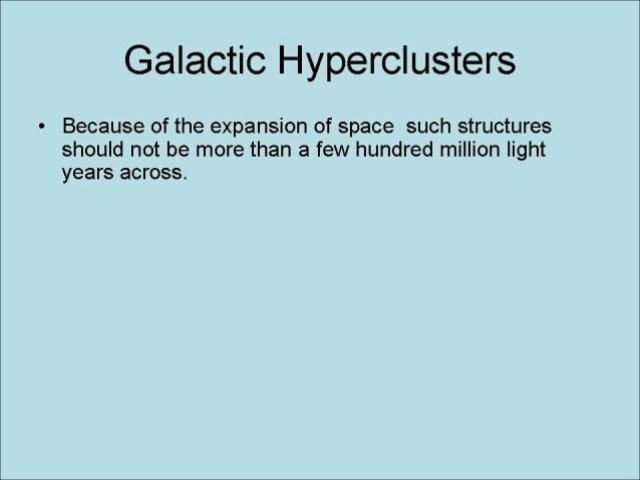 Galactic Hyperclusters
• Because of the expansion of space  such structures
should not be more than a few hundred million light
years across.